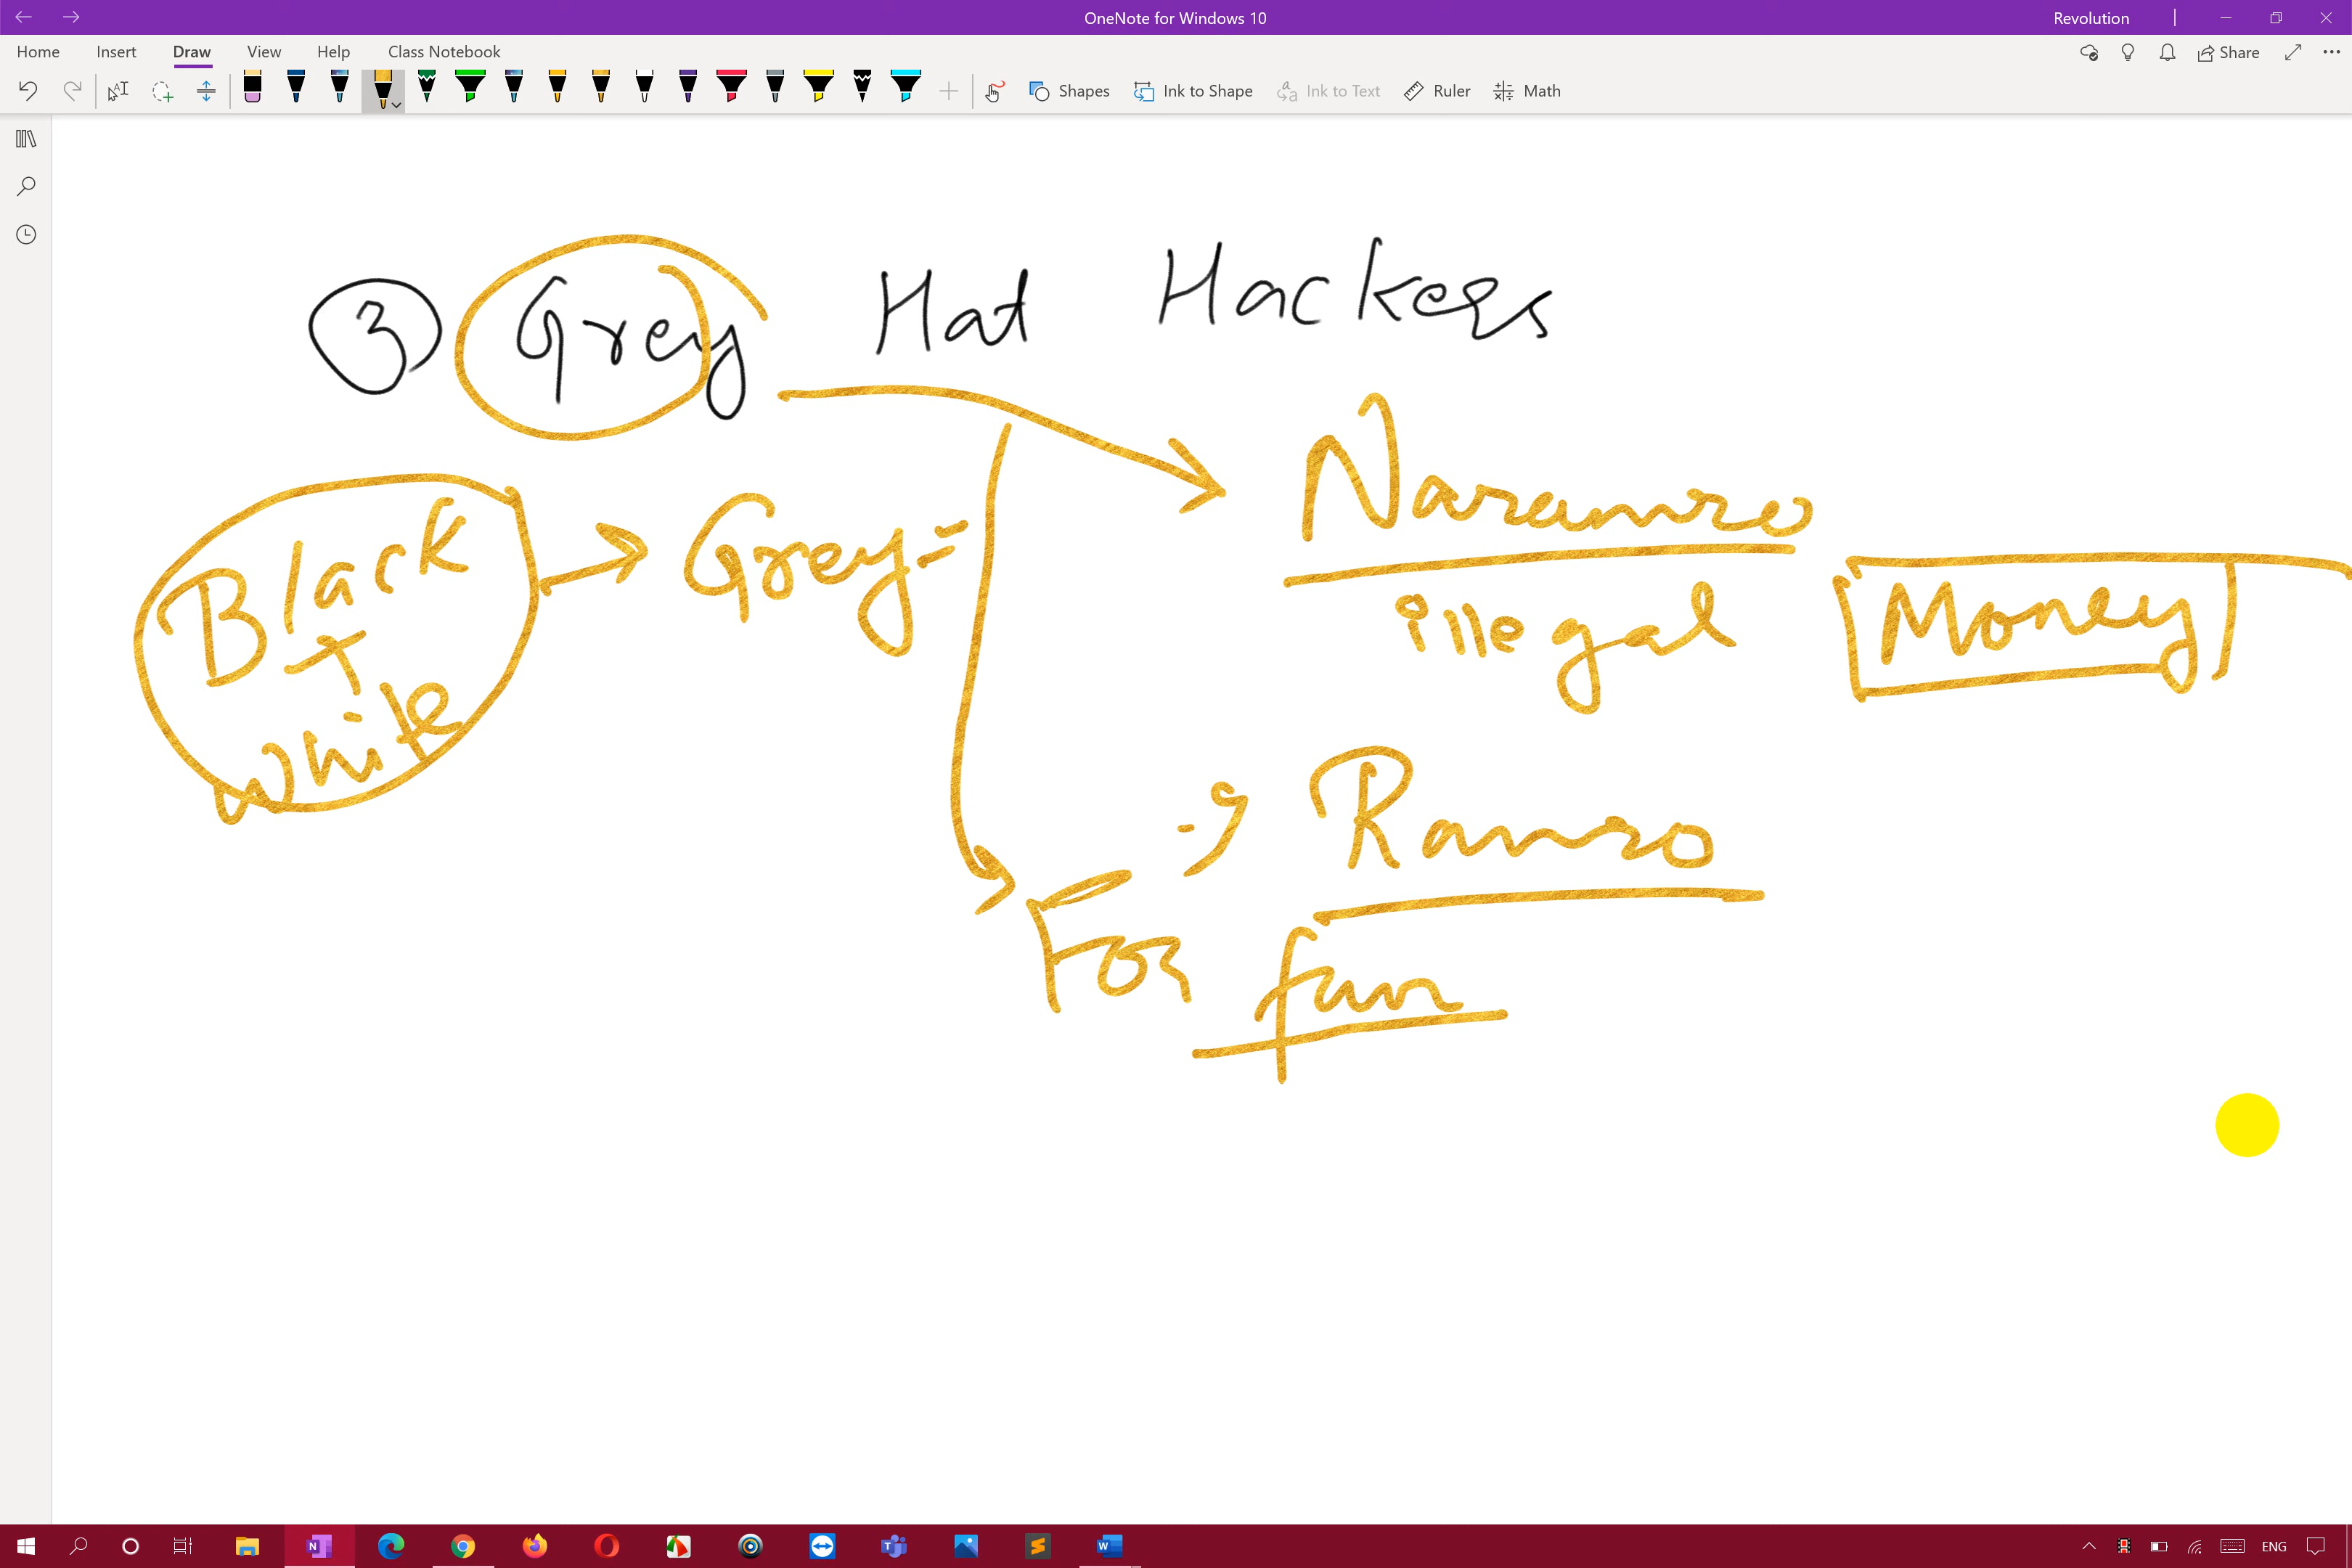 OneNote for Windows 10
Revolution
Home Insert Draw View Help Class Notebook
Share
Shapes Ink to Shape Ink to Text Ruler Math
3 Grey Hat Hackers
Naramro
Black → Grey =
+
White
illegal Money
→ Ramro
For fun
ENG